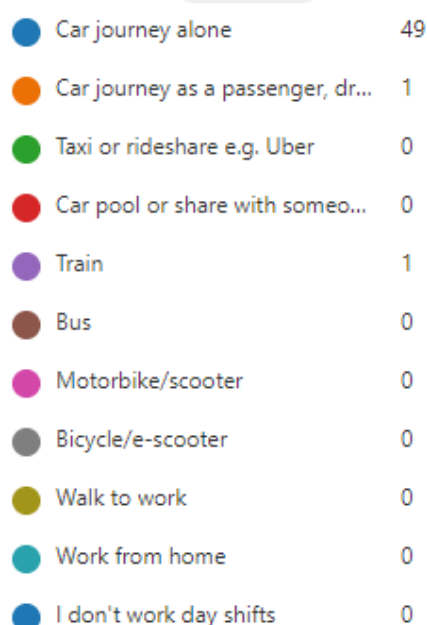 Car journey alone 49
Car journey as a passenger, dr... 1
Taxi or rideshare e.g. Uber 0
Car pool or share with someo... 0
Train 1
Bus 0
Motorbike/scooter 0
Bicycle/e-scooter 0
Walk to work 0
Work from home 0
I don't work day shifts 0